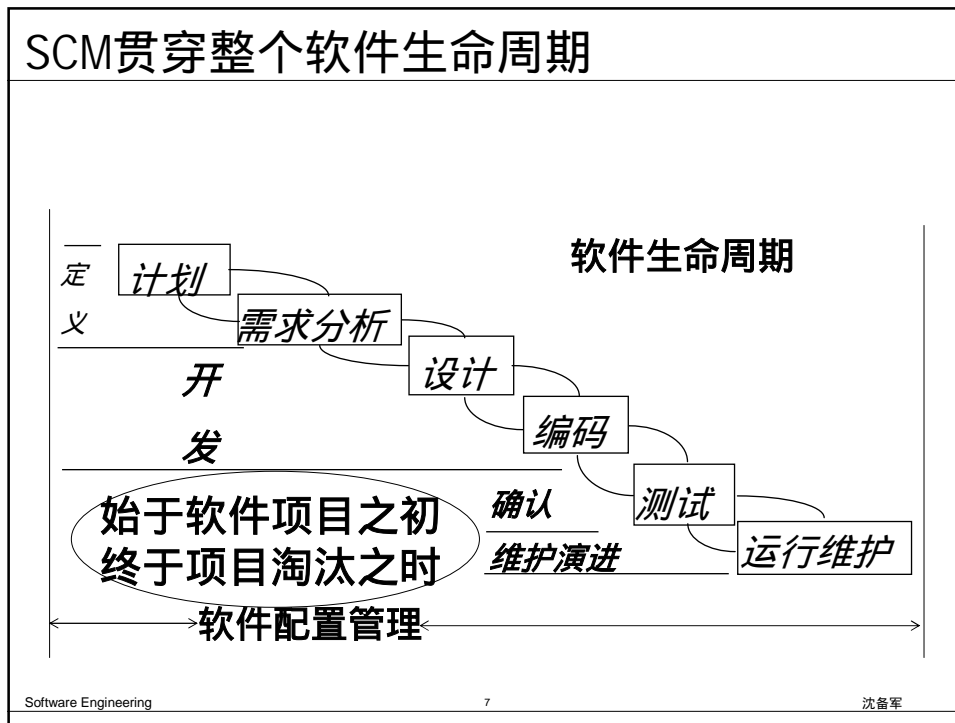 SCM贯穿整个软件生命周期
软件生命周期
定
义
计划
需求分析
开
发
设计
编码
测试
运行维护
确认
维护演进
始于软件项目之初
终于项目淘汰之时
软件配置管理
Software Engineering
7
沈备军